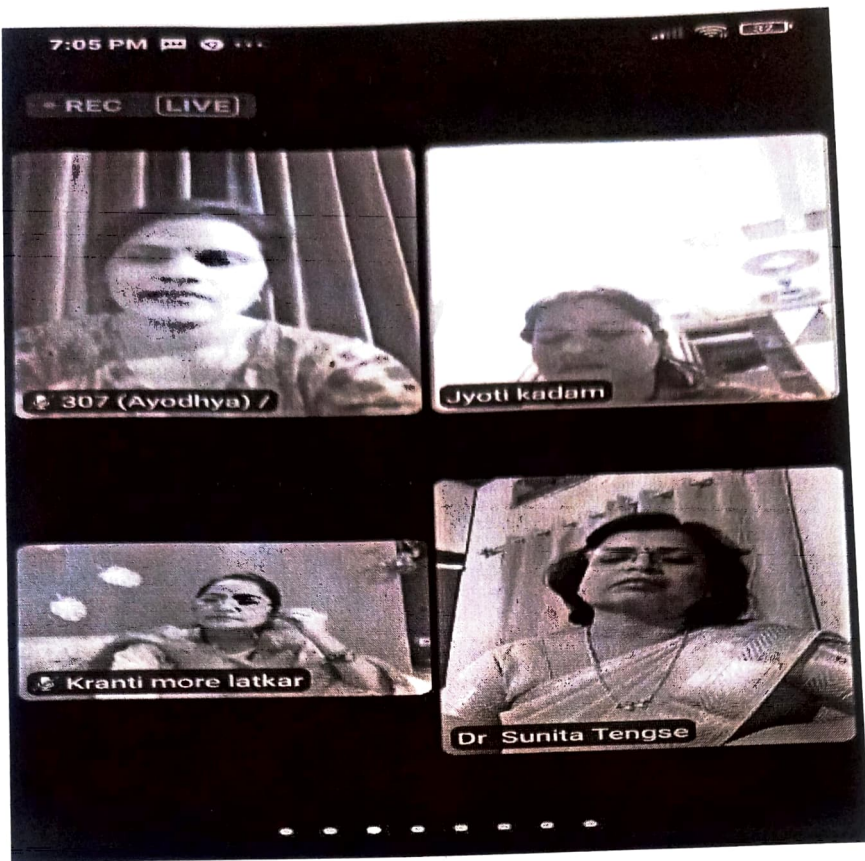 7:05 PM
REC LIVE
307 (Ayodhya) /
Jyoti kadam
Kranti more latkar
Dr Sunita Tengse